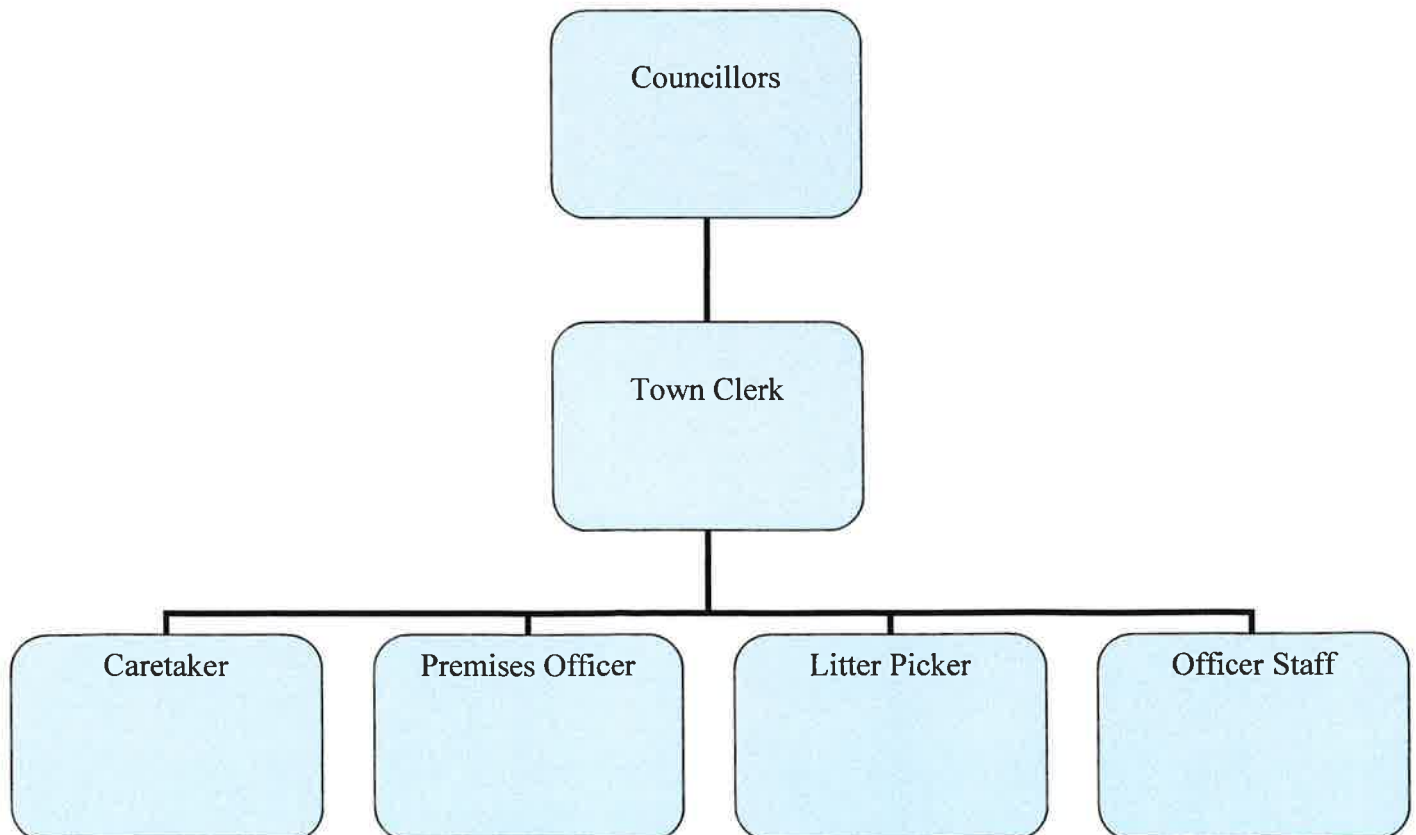 Councillors
Town Clerk
Caretaker
Premises Officer
Litter Picker
Officer Staff